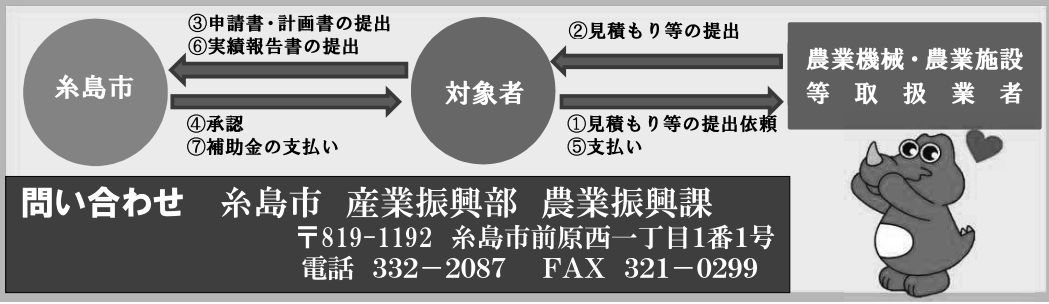 ③申請書・計画書の提出
⑥実績報告書の提出
②見積もり等の提出
糸島市
対象者
農業機械・農業施設
等取扱業者
④承認
⑦補助金の支払い
①見積もり等の提出依頼
⑤支払い
問い合わせ 糸島市 産業振興部 農業振興課
〒819-1192 糸島市前原西一丁目1番1号
電話 332－2087 FAX 321－0299